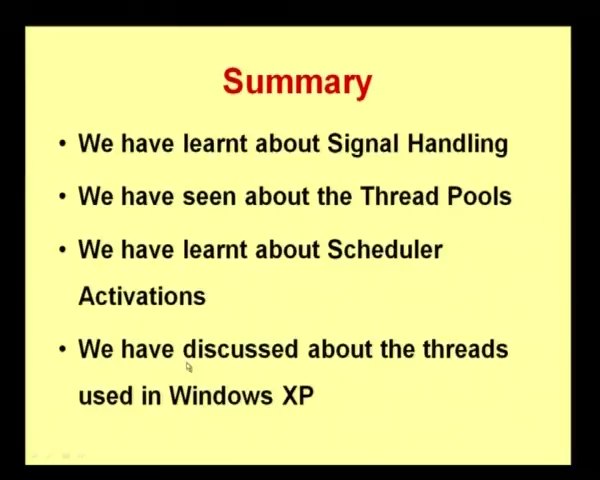 Summary
• We have learnt about Signal Handling
• We have seen about the Thread Pools
• We have learnt about Scheduler
Activations
• We have discussed about the threads
used in Windows XP